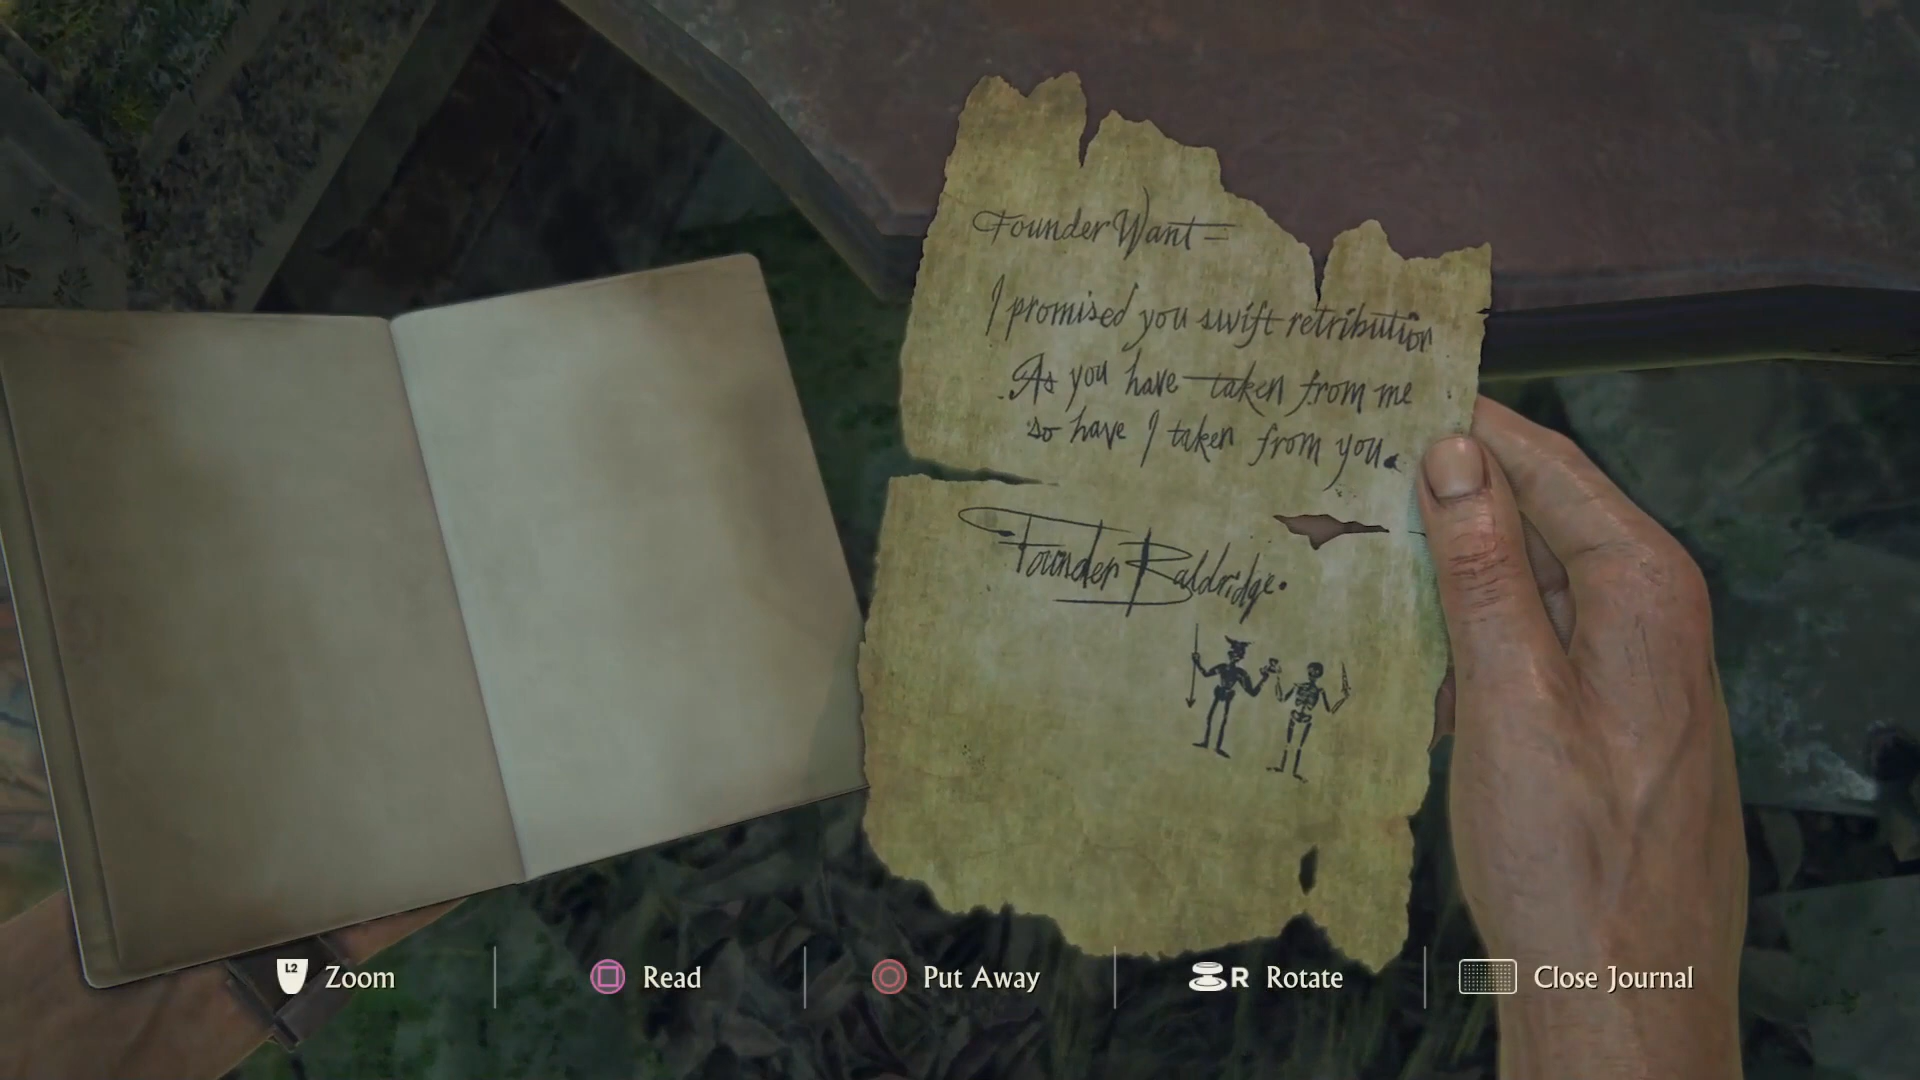 Founder Want =
I promised you swift retribution
As you have taken from me
so have I taken from you.
Founder Baldridge.
L2 Zoom
Read
Put Away
R Rotate
Close Journal